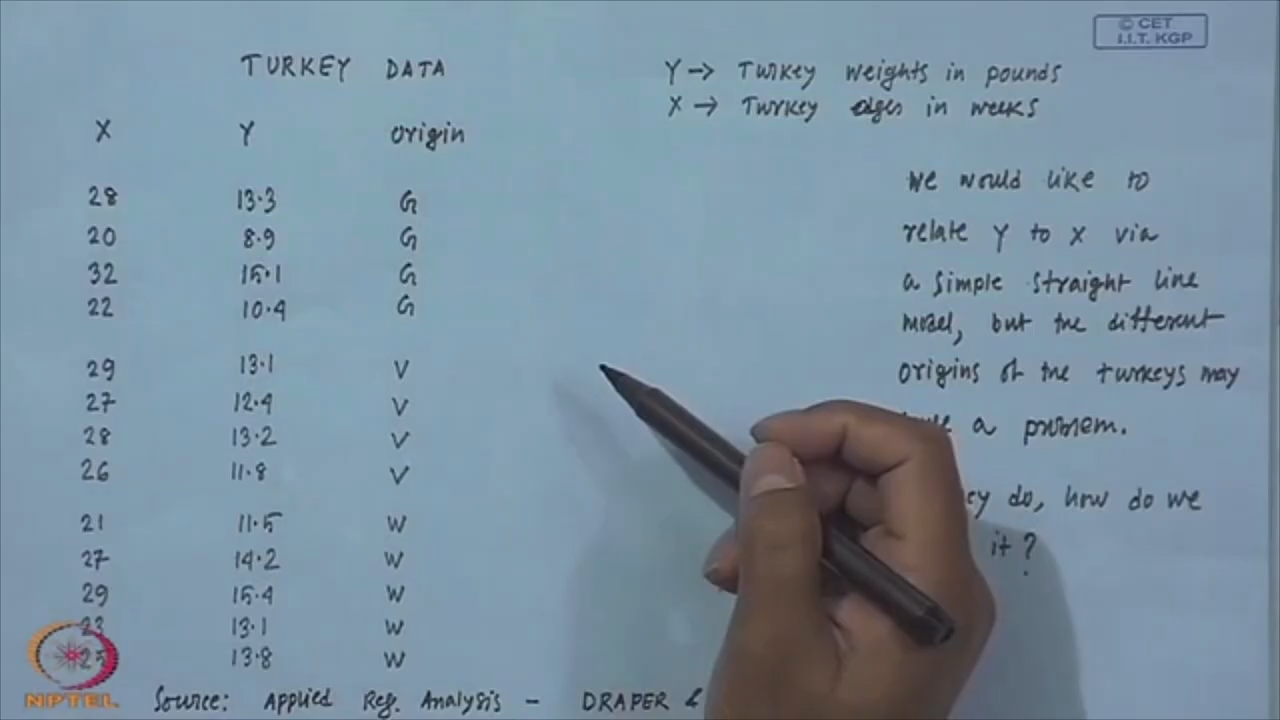 © CET
I.I.T. KGP
TURKEY DATA
X Y Origin
28 13.3 G
20 8.9 G
32 15.1 G
22 10.4 G
29 13.1 V
27 12.4 V
28 13.2 V
26 11.8 V
21 11.5 W
27 14.2 W
29 15.4 W
23 13.1 W
25 13.8 W
Source: Applied Reg. Analysis - DRAPER &
Y → Turkey weights in pounds
X → Turkey ages in weeks
We would like to
relate Y to X via
a simple straight line
model, but the different
origins of the turkeys may
a problem.
do, how do we
it?
NPTEL